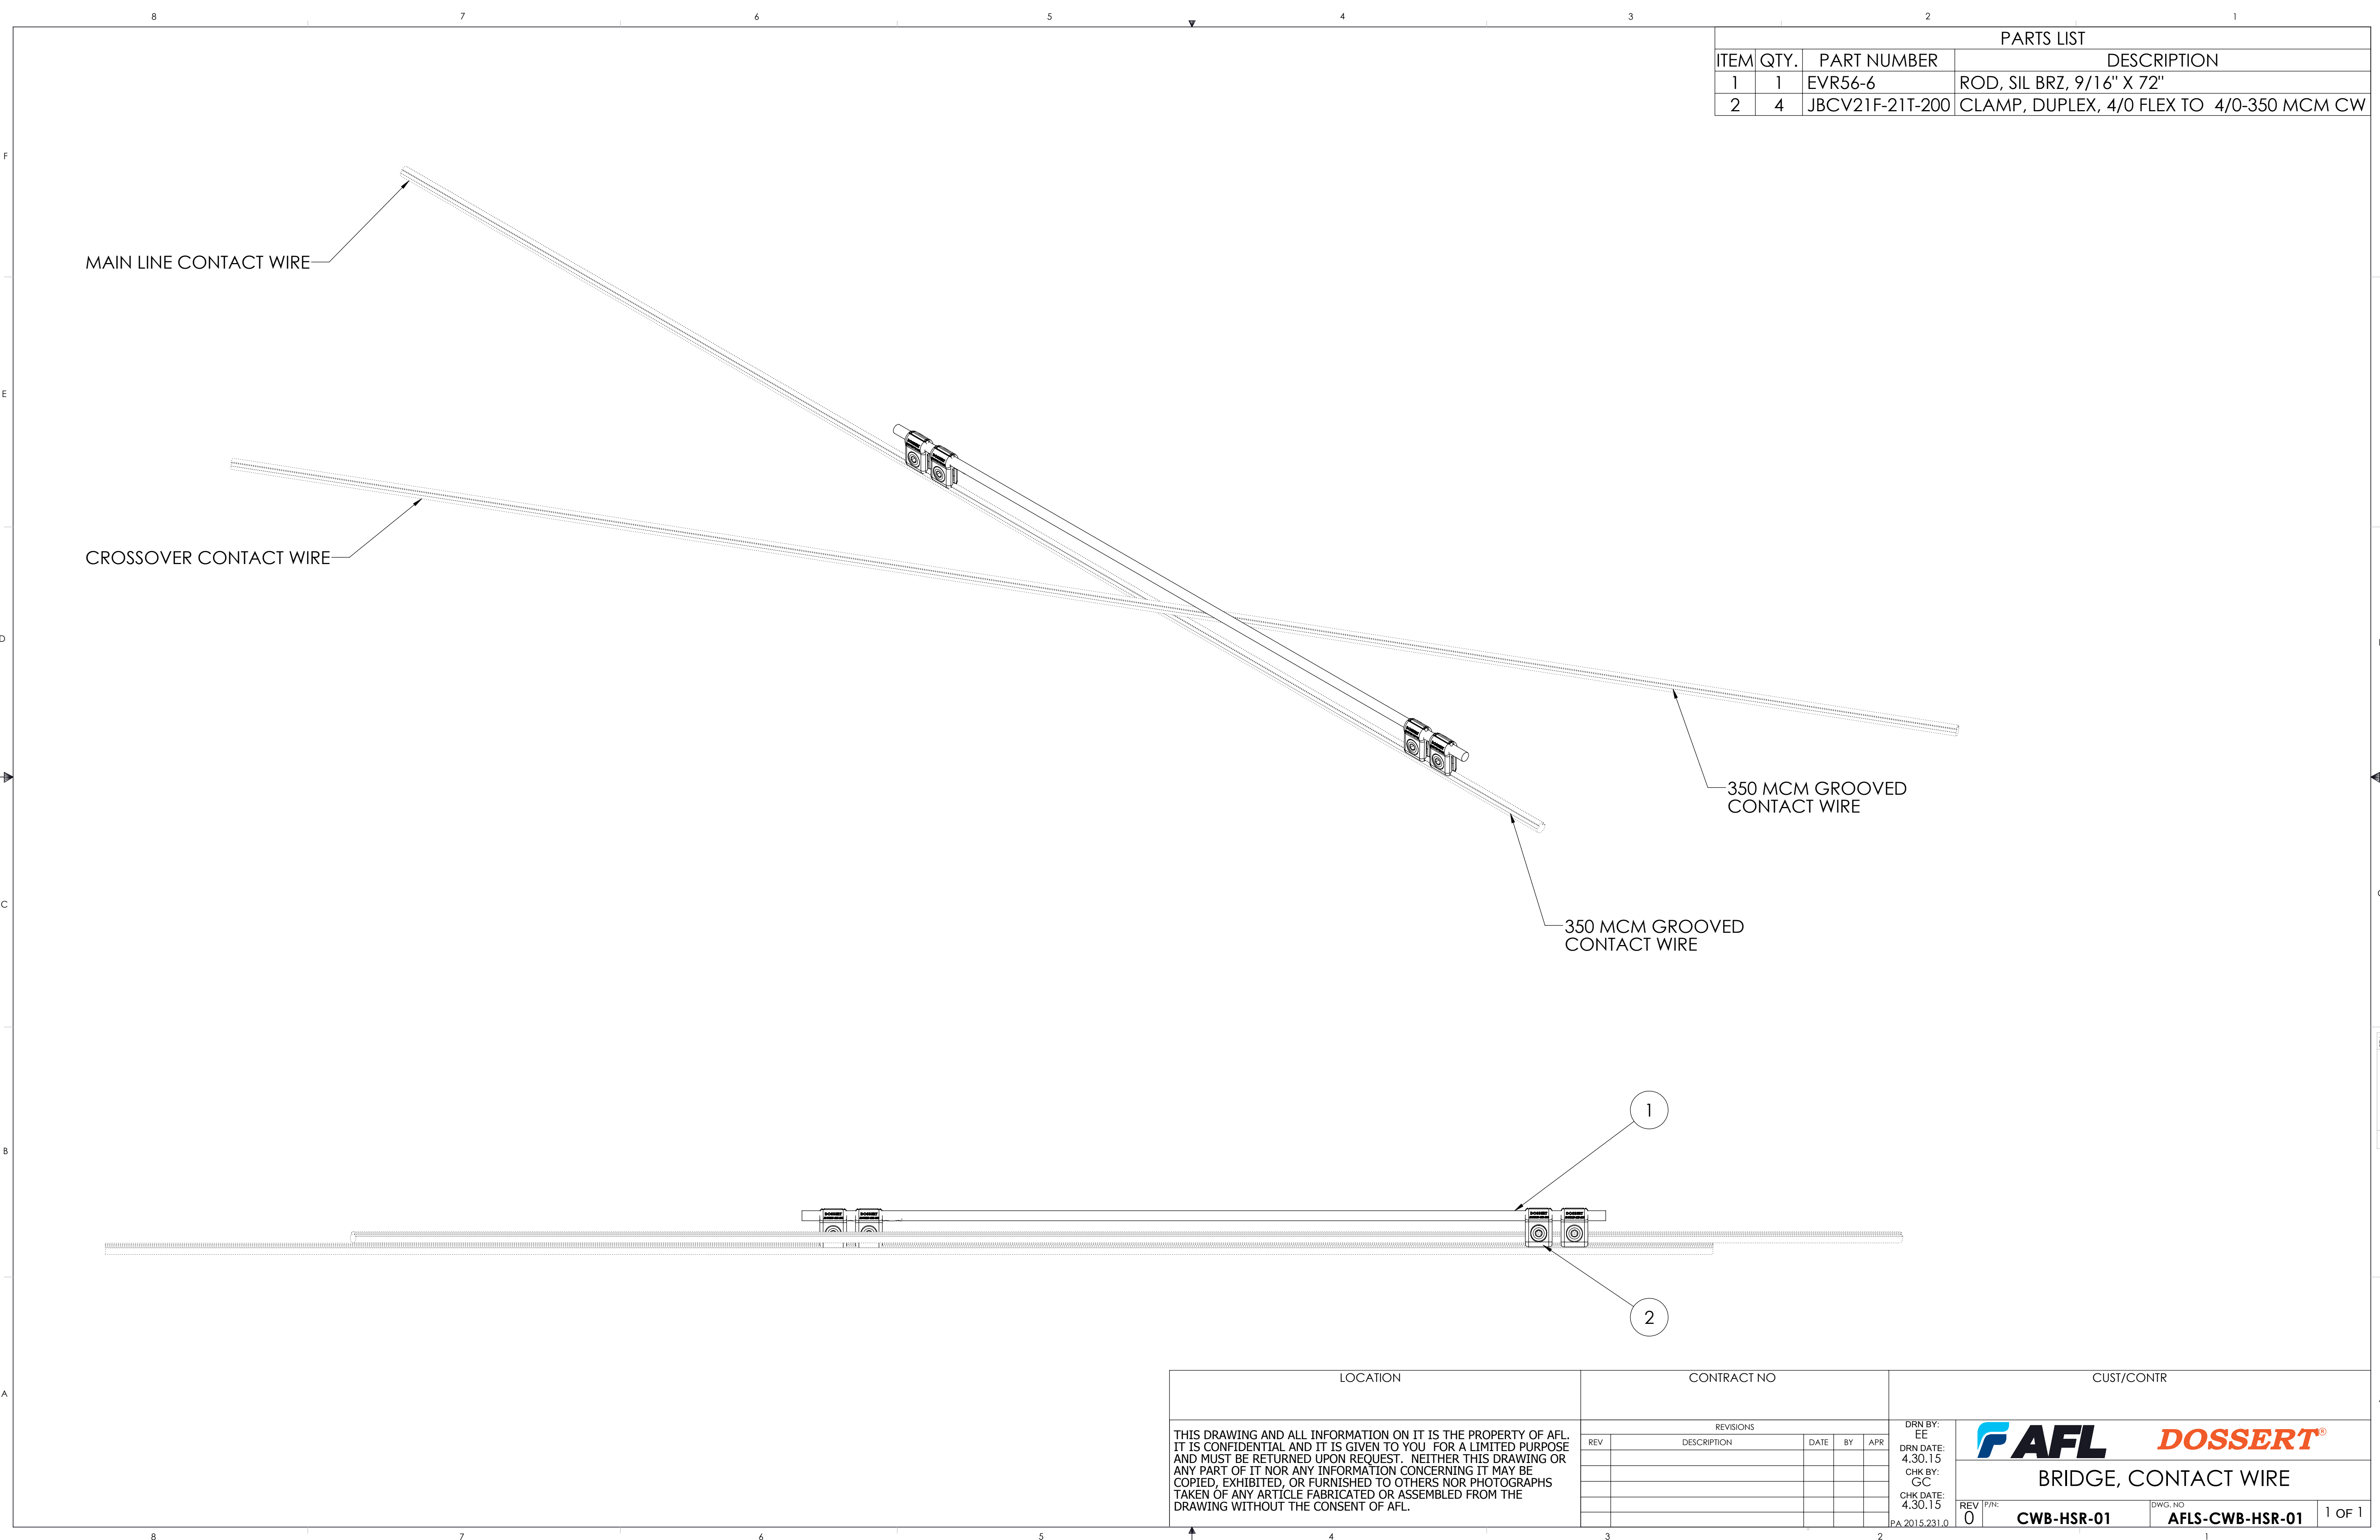 8 7 6 5 4 3 2 1
PARTS LIST
ITEM QTY. PART NUMBER DESCRIPTION
1 1 EVR56-6 ROD, SIL BRZ, 9/16" X 72"
2 4 JBCV21F-21T-200 CLAMP, DUPLEX, 4/0 FLEX TO 4/0-350 MCM CW
F
MAIN LINE CONTACT WIRE
E
CROSSOVER CONTACT WIRE
D
350 MCM GROOVED
CONTACT WIRE
C
350 MCM GROOVED
CONTACT WIRE
1
B
DOSSERT DOSSERT DOSSERT DOSSERT
2
A
LOCATION CONTRACT NO CUST/CONTR
THIS DRAWING AND ALL INFORMATION ON IT IS THE PROPERTY OF AFL.
IT IS CONFIDENTIAL AND IT IS GIVEN TO YOU FOR A LIMITED PURPOSE
AND MUST BE RETURNED UPON REQUEST. NEITHER THIS DRAWING OR
ANY PART OF IT NOR ANY INFORMATION CONCERNING IT MAY BE
COPIED, EXHIBITED, OR FURNISHED TO OTHERS NOR PHOTOGRAPHS
TAKEN OF ANY ARTICLE FABRICATED OR ASSEMBLED FROM THE
DRAWING WITHOUT THE CONSENT OF AFL.
REVISIONS
REV DESCRIPTION DATE BY APR
DRN BY:
EE
DRN DATE:
4.30.15
CHK BY:
GC
CHK DATE:
4.30.15
PA 2015.231.0
AFL DOSSERT®
BRIDGE, CONTACT WIRE
REV P/N: DWG. NO
0 CWB-HSR-01 AFLS-CWB-HSR-01 1 OF 1
8 7 6 5 4 3 2 1